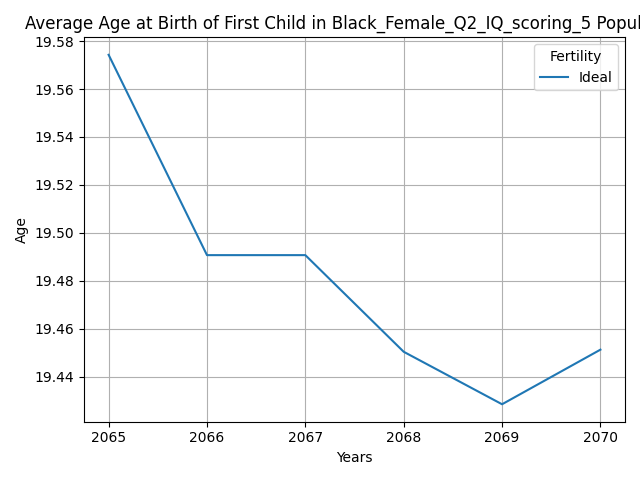 Average Age at Birth of First Child in Black_Female_Q2_IQ_scoring_5 Popul
19.58
19.56
19.54
19.52
19.50
19.48
19.46
19.44
Age
Fertility
Ideal
2065 2066 2067 2068 2069 2070
Years